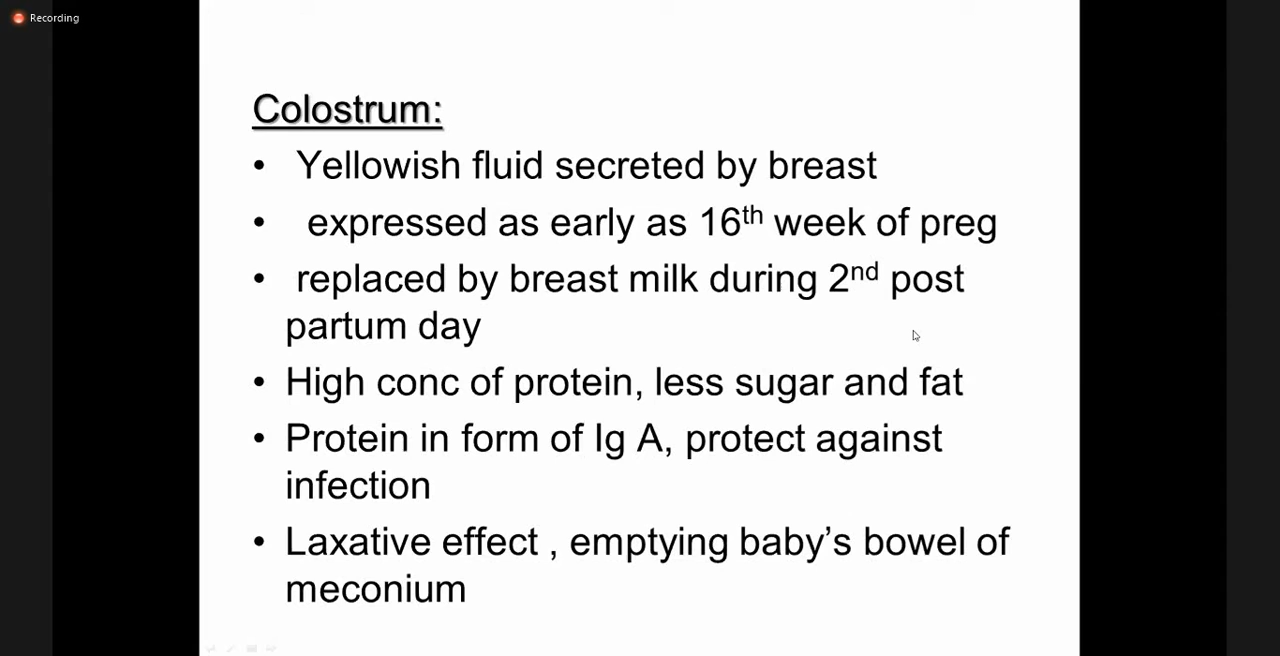 Recording
Colostrum:
• Yellowish fluid secreted by breast
• expressed as early as 16th week of preg
• replaced by breast milk during 2nd post
partum day
• High conc of protein, less sugar and fat
• Protein in form of Ig A, protect against
infection
• Laxative effect , emptying baby’s bowel of
meconium